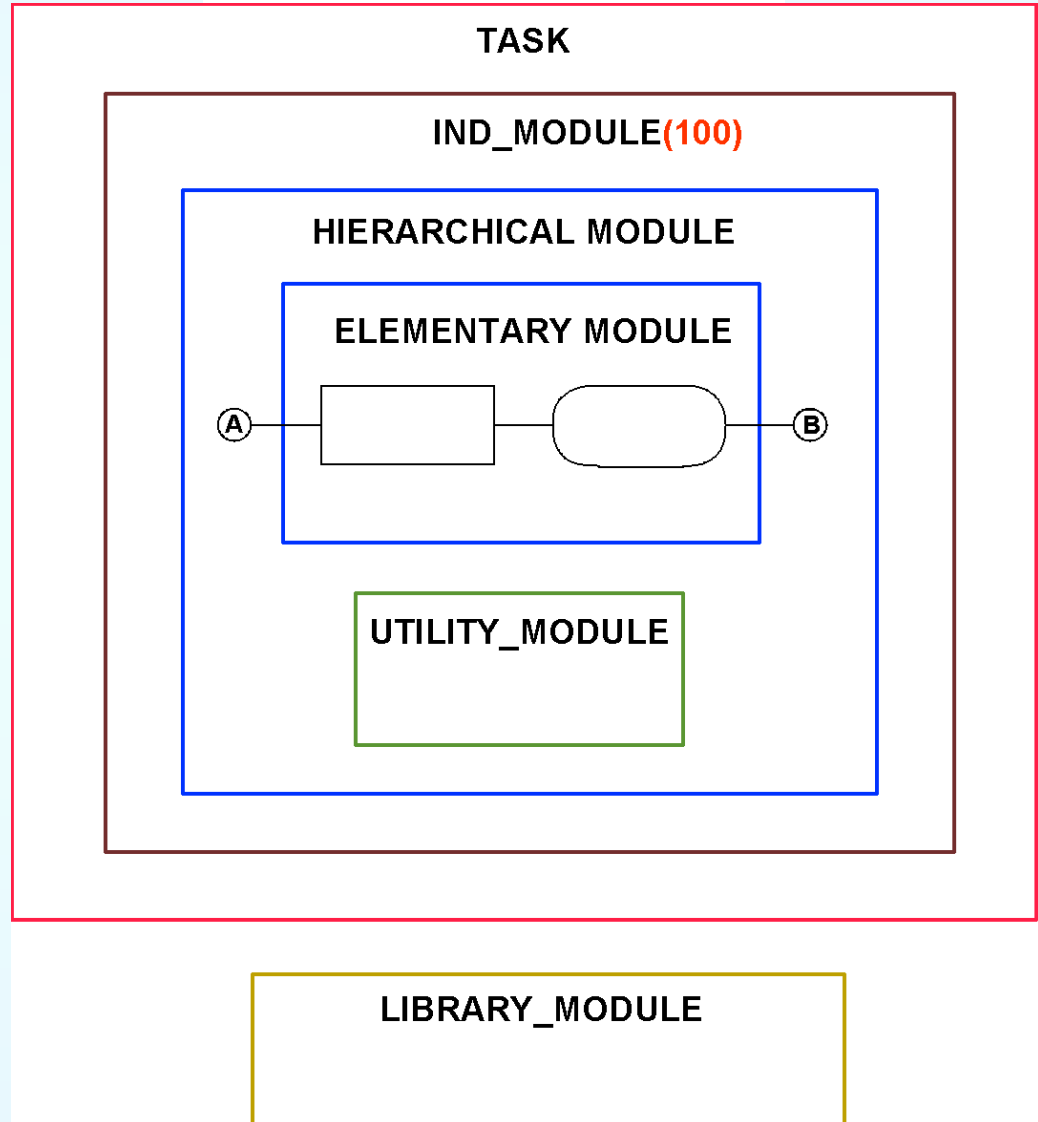 TASK
IND_MODULE(100)
HIERARCHICAL MODULE
ELEMENTARY MODULE
A
B
UTILITY_MODULE
LIBRARY_MODULE